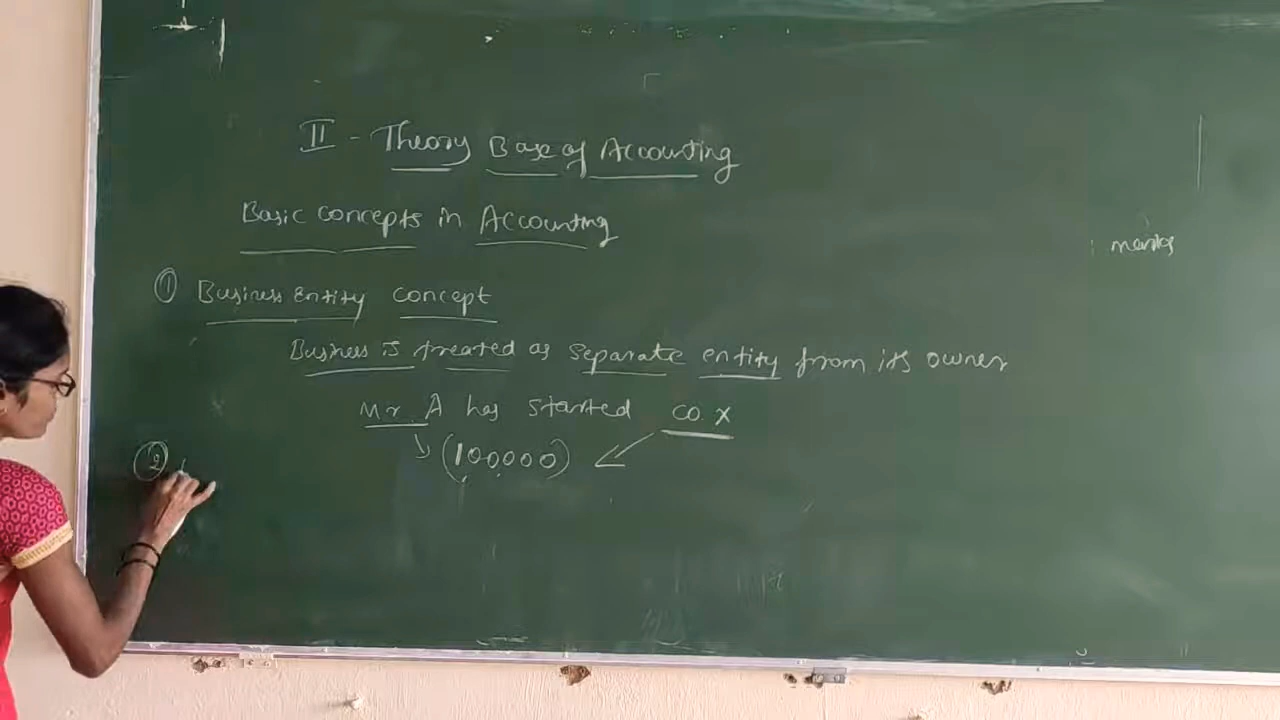 II - Theory Base of Accounting
Basic concepts in Accounting
① Business Entity concept
Business is treated as separate entity from its owner
Mr. A has started co. X
↘ (100000) ↙
②
marks